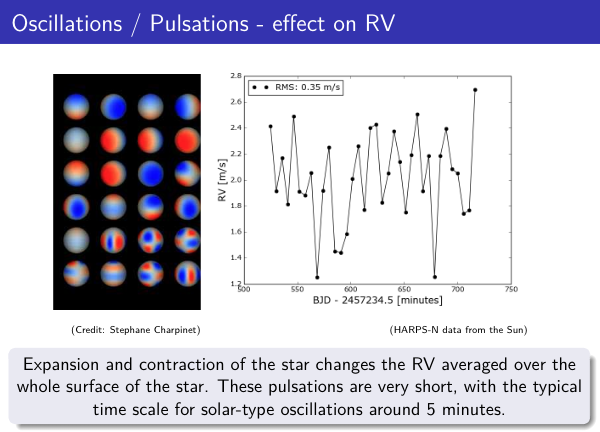 Oscillations / Pulsations - effect on RV
RMS: 0.35 m/s
2.8
2.6
2.4
2.2
2.0
1.8
1.6
1.4
1.2
RV [m/s]
500
550
600
650
700
750
BJD - 2457234.5 [minutes]
(Credit: Stephane Charpinet)
(HARPS-N data from the Sun)
Expansion and contraction of the star changes the RV averaged over the
whole surface of the star. These pulsations are very short, with the typical
time scale for solar-type oscillations around 5 minutes.